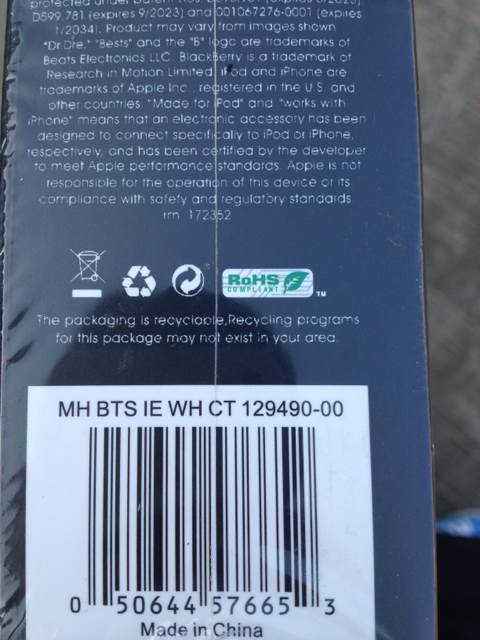 D599,781 (expires 9/2023) and 001067276-0001 (expires
1/2034). Product may vary from images shown
"Dr.Dre," "Bests" and the "B" logo are trademarks of
Beats Electronics LLC. BlackBerry is a trademark of
Research in Motion Limited. iPod and iPhone are
trademarks of Apple Inc., registered in the U.S. and
other countries. "Made for iPod" and "works with
iPhone" means that an electronic accessory has been
designed to connect specifically to iPod or iPhone,
respectively, and has been certified by the developer
to meet Apple performance standards. Apple is not
responsible for the operation of this device or its
compliance with safety and regulatory standards
rm 172352
RoHS
COMPLIANT
TM
The packaging is recyclable,Recycling programs
for this package may not exist in your area.
MH BTS IE WH CT 129490-00
0 50644 57665 3
Made in China